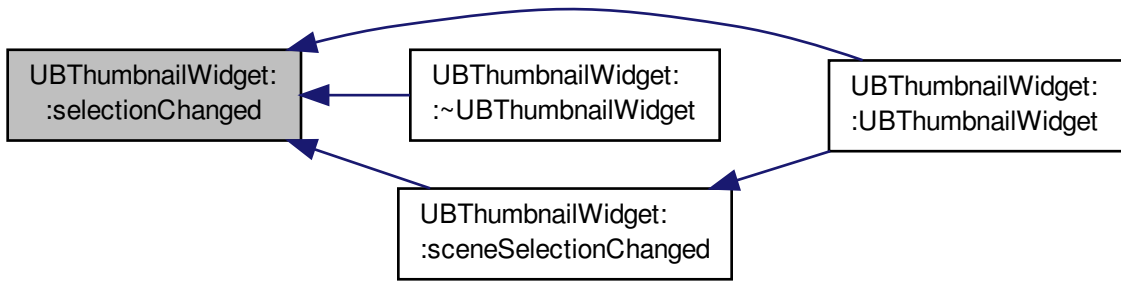 UBThumbnailWidget:
:selectionChanged
UBThumbnailWidget:
:~UBThumbnailWidget
UBThumbnailWidget:
:sceneSelectionChanged
UBThumbnailWidget:
:UBThumbnailWidget